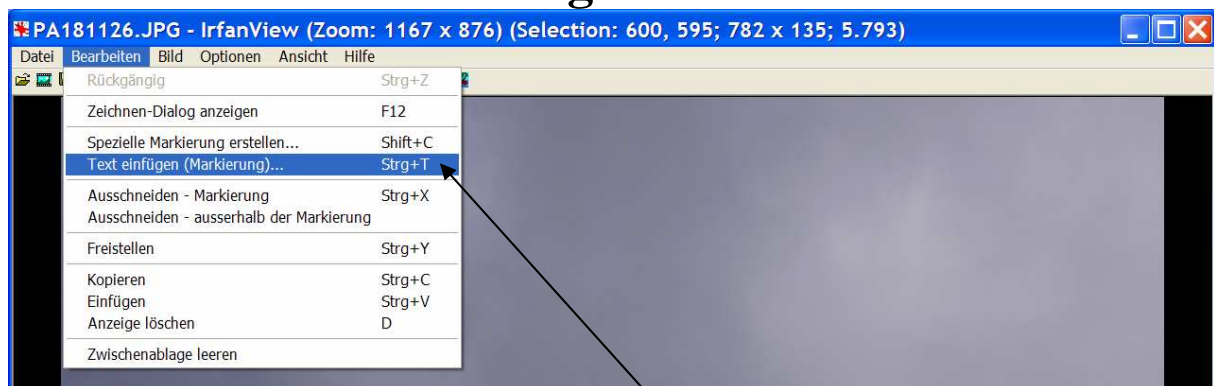 PA181126.JPG - IrfanView (Zoom: 1167 x 876) (Selection: 600, 595; 782 x 135; 5.793)
Datei Bearbeiten Bild Optionen Ansicht Hilfe
Rückgängig Strg+Z
Zeichnen-Dialog anzeigen F12
Spezielle Markierung erstellen... Shift+C
Text einfügen (Markierung)... Strg+T
Ausschneiden - Markierung Strg+X
Ausschneiden - ausserhalb der Markierung
Freistellen Strg+Y
Kopieren Strg+C
Einfügen Strg+V
Anzeige löschen D
Zwischenablage leeren